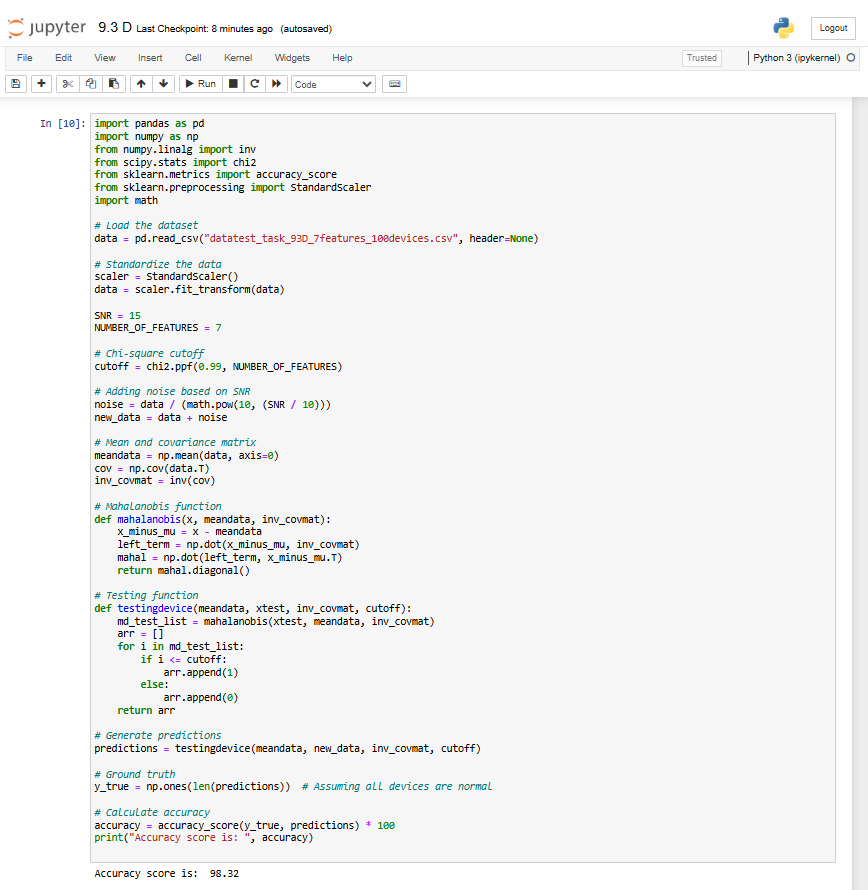 jupyter 9.3 D Last Checkpoint: 8 minutes ago (autosaved)
Logout
File Edit View Insert Cell Kernel Widgets Help
Trusted Python 3 (ipykernel)
Run Code
In [10]:
import pandas as pd
import numpy as np
from numpy.linalg import inv
from scipy.stats import chi2
from sklearn.metrics import accuracy_score
from sklearn.preprocessing import StandardScaler
import math

# Load the dataset
data = pd.read_csv("datatest_task_93D_7features_100devices.csv", header=None)

# Standardize the data
scaler = StandardScaler()
data = scaler.fit_transform(data)

SNR = 15
NUMBER_OF_FEATURES = 7

# Chi-square cutoff
cutoff = chi2.ppf(0.99, NUMBER_OF_FEATURES)

# Adding noise based on SNR
noise = data / (math.pow(10, (SNR / 10)))
new_data = data + noise

# Mean and covariance matrix
meandata = np.mean(data, axis=0)
cov = np.cov(data.T)
inv_covmat = inv(cov)

# Mahalanobis function
def mahalanobis(x, meandata, inv_covmat):
    x_minus_mu = x - meandata
    left_term = np.dot(x_minus_mu, inv_covmat)
    mahal = np.dot(left_term, x_minus_mu.T)
    return mahal.diagonal()

# Testing function
def testingdevice(meandata, xtest, inv_covmat, cutoff):
    md_test_list = mahalanobis(xtest, meandata, inv_covmat)
    arr = []
    for i in md_test_list:
        if i <= cutoff:
            arr.append(1)
        else:
            arr.append(0)
    return arr

# Generate predictions
predictions = testingdevice(meandata, new_data, inv_covmat, cutoff)

# Ground truth
y_true = np.ones(len(predictions))  # Assuming all devices are normal

# Calculate accuracy
accuracy = accuracy_score(y_true, predictions) * 100
print("Accuracy score is: ", accuracy)

Accuracy score is:  98.32